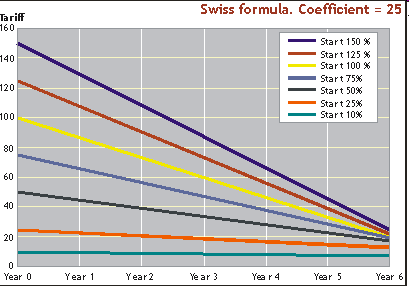 Swiss formula. Coefficient = 25
Tariff
160
140
120
100
80
60
40
20
0
Start 150 %
Start 125 %
Start 100 %
Start 75%
Start 50%
Start 25%
Start 10%
Year 0 Year 1 Year 2 Year 3 Year 4 Year 5 Year 6